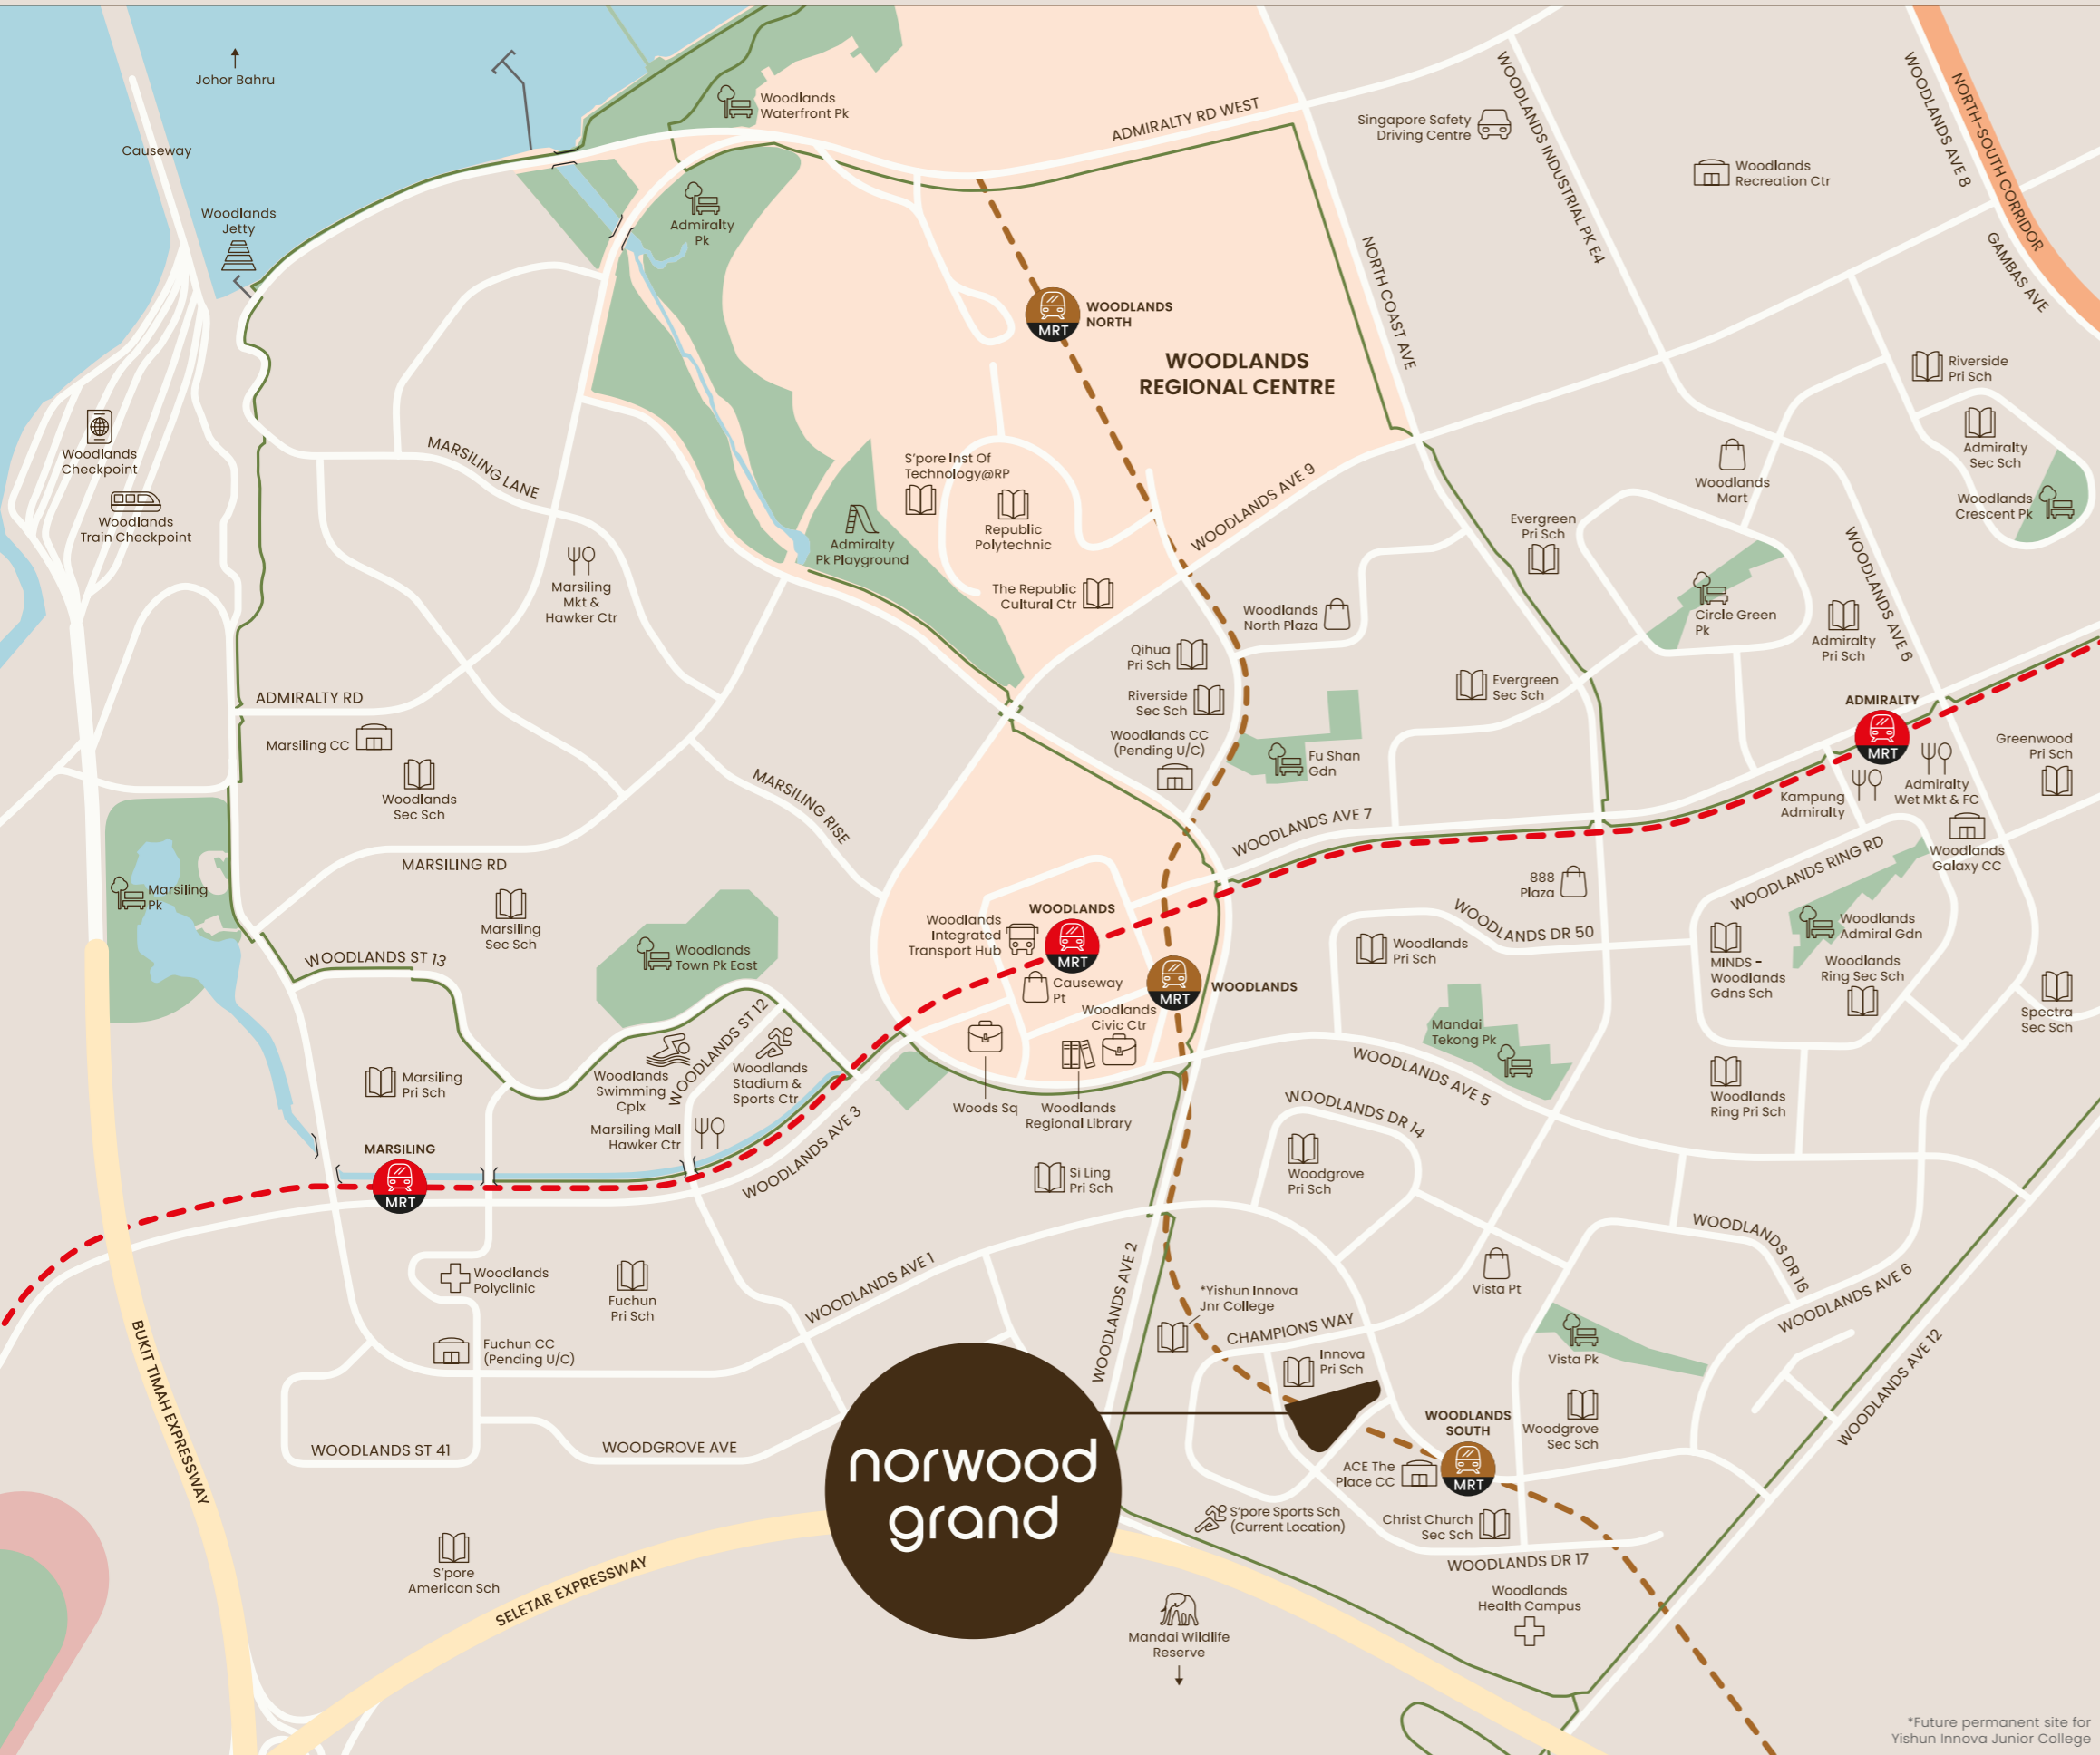 Johor Bahru
Causeway
Woodlands
Jetty
Woodlands
Waterfront Pk
Admiralty
Pk
ADMIRALTY RD WEST
Singapore Safety
Driving Centre
WOODLANDS INDUSTRIAL PK E4
Woodlands
Recreation Ctr
WOODLANDS AVE 8
NORTH-SOUTH CORRIDOR
GAMBAS AVE
NORTH COAST AVE
MRT
WOODLANDS
NORTH
WOODLANDS
REGIONAL CENTRE
Woodlands
Checkpoint
Woodlands
Train Checkpoint
MARSILING LANE
Marsiling
Mkt &
Hawker Ctr
Admiralty
Pk Playground
S'pore Inst Of
Technology@RP
Republic
Polytechnic
The Republic
Cultural Ctr
WOODLANDS AVE 9
Riverside
Pri Sch
Admiralty
Sec Sch
Woodlands
Crescent Pk
Woodlands
Mart
Evergreen
Pri Sch
Circle Green
Pk
Admiralty
Pri Sch
WOODLANDS AVE 6
Woodlands
North Plaza
Qihua
Pri Sch
Riverside
Sec Sch
Woodlands CC
(Pending U/C)
Evergreen
Sec Sch
Fu Shan
Gdn
ADMIRALTY
MRT
Greenwood
Pri Sch
Kampung
Admiralty
Admiralty
Wet Mkt & FC
Woodlands
Galaxy CC
ADMIRALTY RD
Marsiling CC
Woodlands
Sec Sch
MARSILING RISE
MARSILING RD
Marsiling
Pk
Marsiling
Sec Sch
WOODLANDS ST 13
Woodlands
Town Pk East
WOODLANDS AVE 7
888
Plaza
WOODLANDS RING RD
WOODLANDS DR 50
Woodlands
Pri Sch
MINDS -
Woodlands
Gdns Sch
Woodlands
Admiral Gdn
Woodlands
Ring Sec Sch
Spectra
Sec Sch
WOODLANDS
MRT
Woodlands
Integrated
Transport Hub
Causeway
Pt
MRT
WOODLANDS
Woodlands
Civic Ctr
Woods Sq
Woodlands
Regional Library
Mandai
Tekong Pk
WOODLANDS AVE 5
Woodlands
Ring Pri Sch
Marsiling
Pri Sch
WOODLANDS ST 12
Woodlands
Swimming
Cplx
Woodlands
Stadium &
Sports Ctr
Marsiling Mall
Hawker Ctr
MARSILING
MRT
WOODLANDS AVE 3
Si Ling
Pri Sch
WOODLANDS DR 14
Woodgrove
Pri Sch
WOODLANDS DR 16
Vista Pt
WOODLANDS AVE 6
WOODLANDS AVE 12
Woodlands
Polyclinic
Fuchun
Pri Sch
Fuchun CC
(Pending U/C)
WOODLANDS AVE 1
WOODLANDS AVE 2
*Yishun Innova
Jnr College
CHAMPIONS WAY
Innova
Pri Sch
Vista Pk
Woodgrove
Sec Sch
WOODLANDS
SOUTH
MRT
ACE The
Place CC
BUKIT TIMAH EXPRESSWAY
WOODLANDS ST 41
WOODGROVE AVE
norwood
grand
S'pore Sports Sch
(Current Location)
Christ Church
Sec Sch
WOODLANDS DR 17
Woodlands
Health Campus
S'pore
American Sch
SELETAR EXPRESSWAY
Mandai Wildlife
Reserve
*Future permanent site for
Yishun Innova Junior College